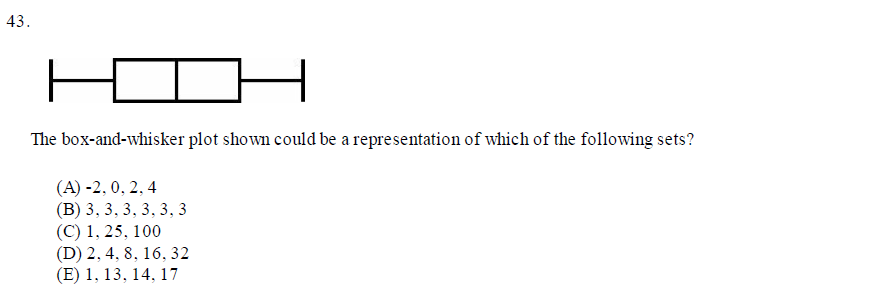 43.
The box-and-whisker plot shown could be a representation of which of the following sets?
(A) -2, 0, 2, 4
(B) 3, 3, 3, 3, 3, 3
(C) 1, 25, 100
(D) 2, 4, 8, 16, 32
(E) 1, 13, 14, 17